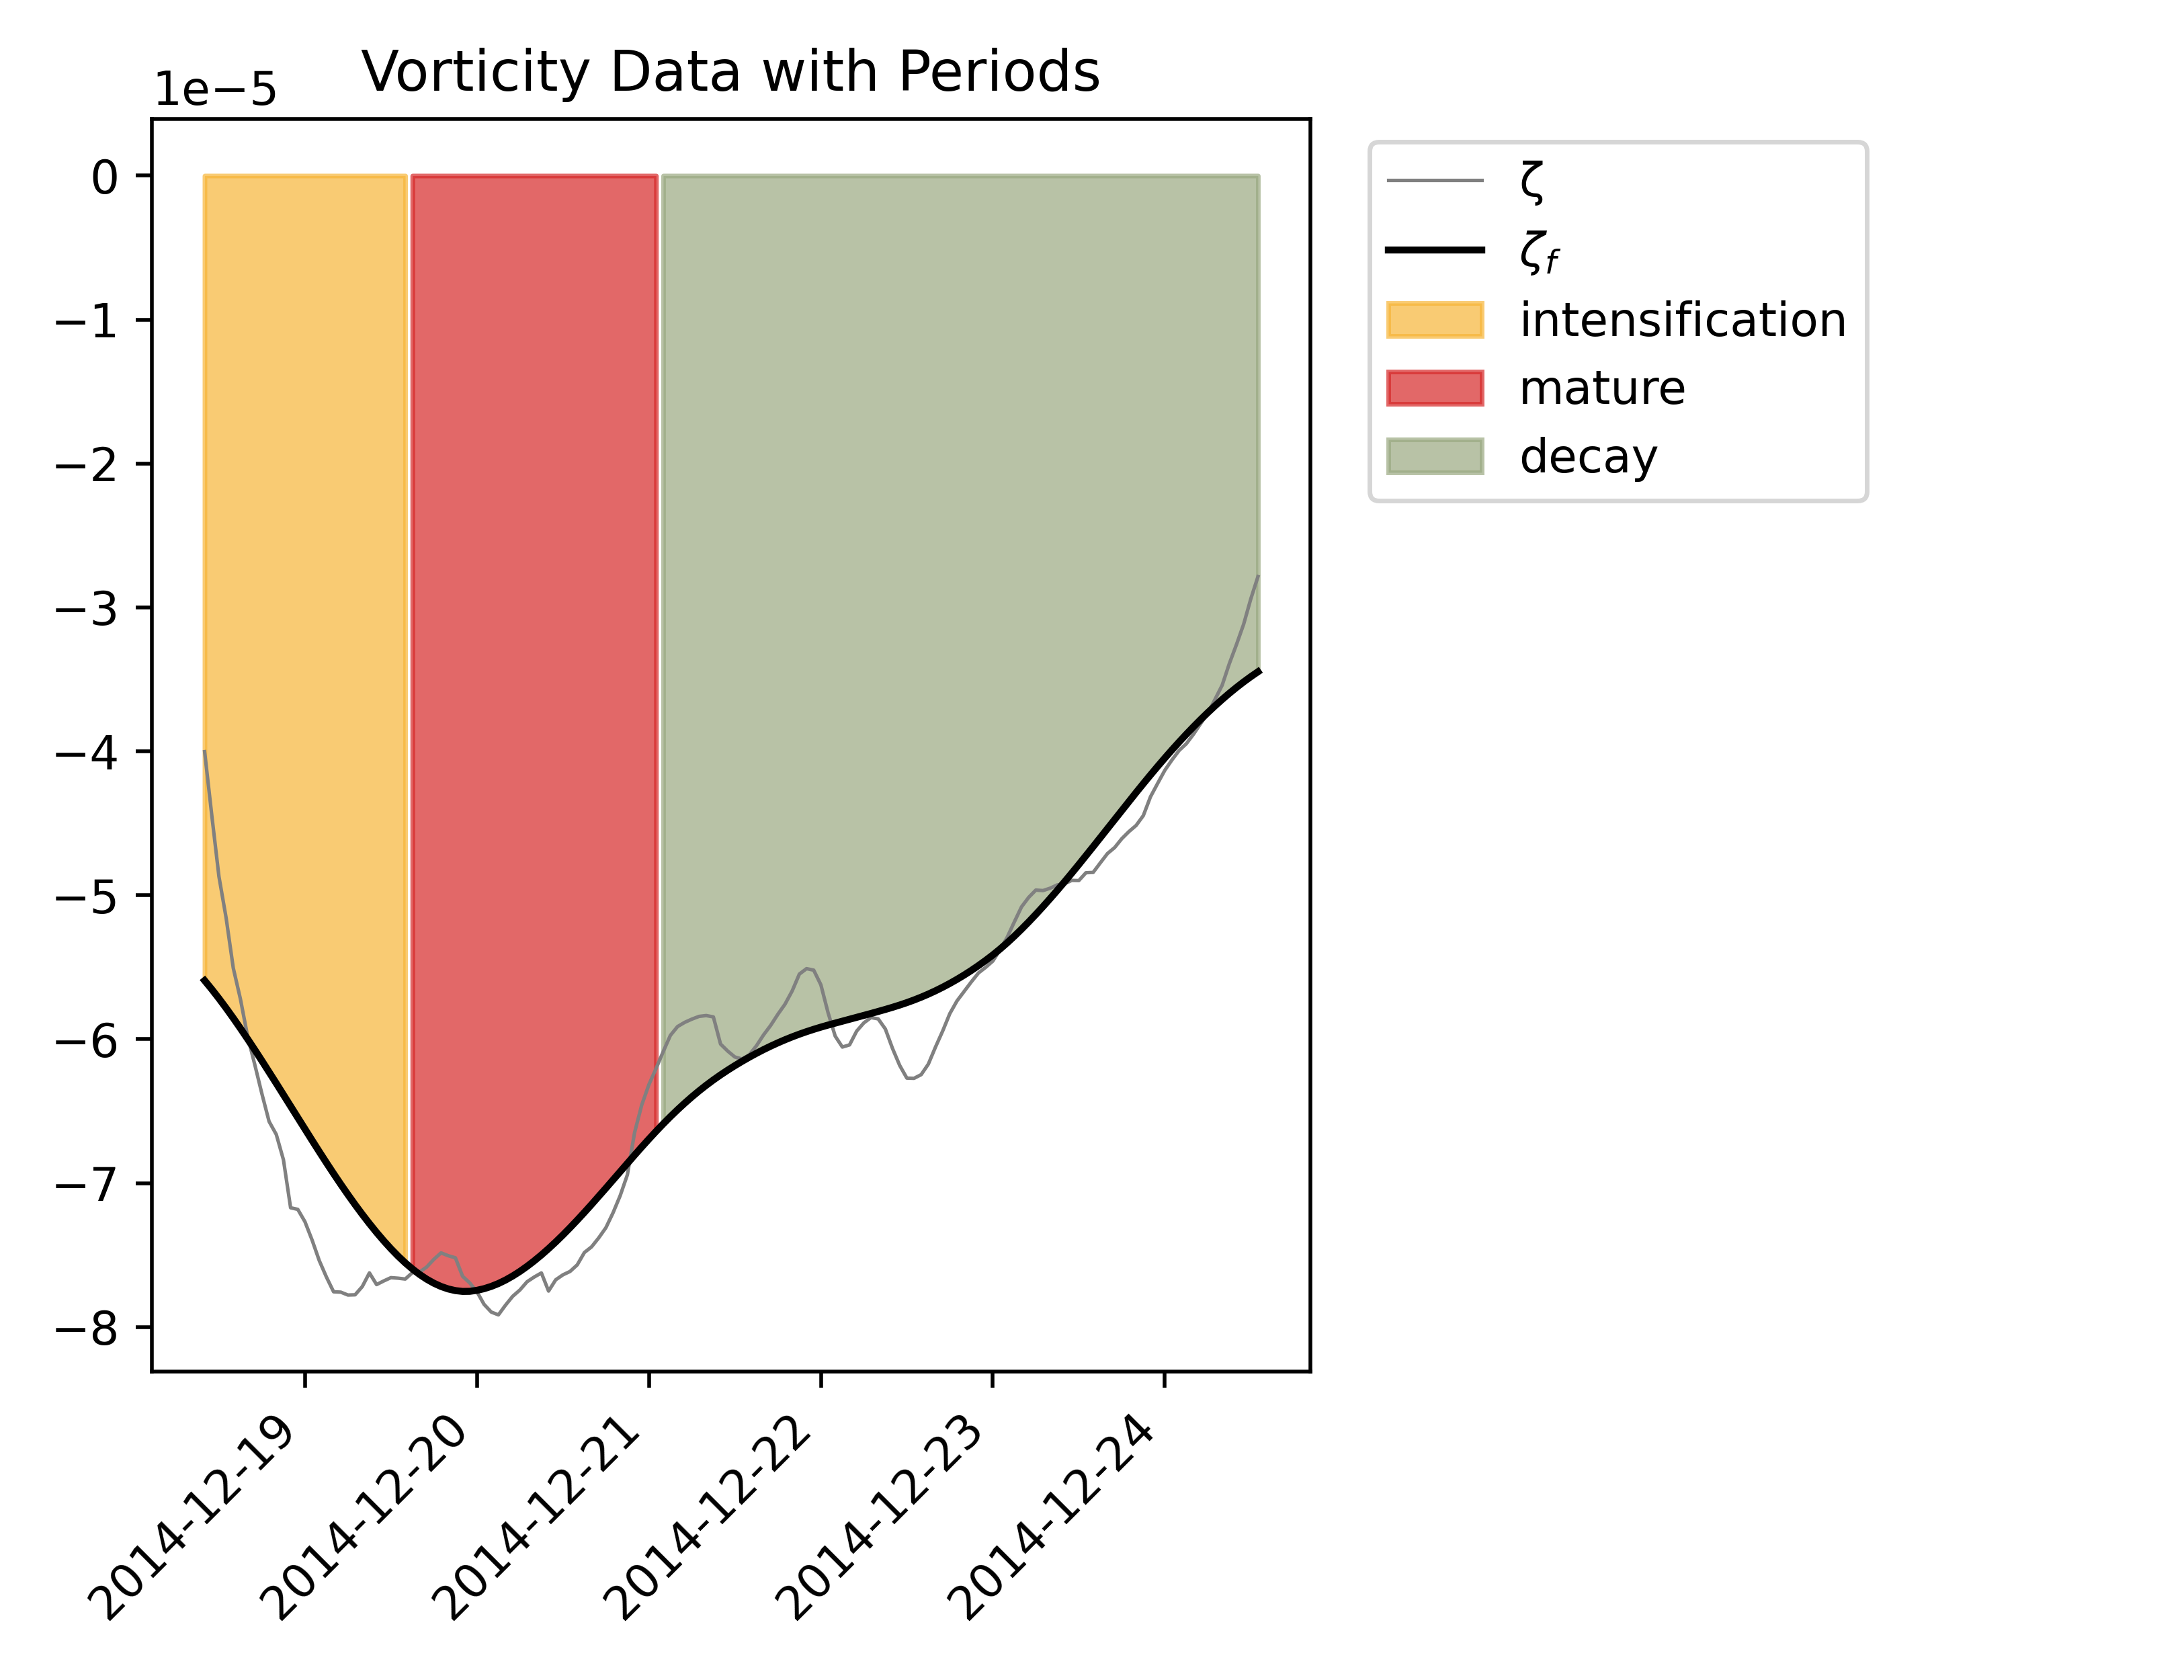 Vorticity Data with Periods
1e−5
0
−1
−2
−3
−4
−5
−6
−7
−8
2014-12-19
2014-12-20
2014-12-21
2014-12-22
2014-12-23
2014-12-24
ζ
ζf
intensification
mature
decay